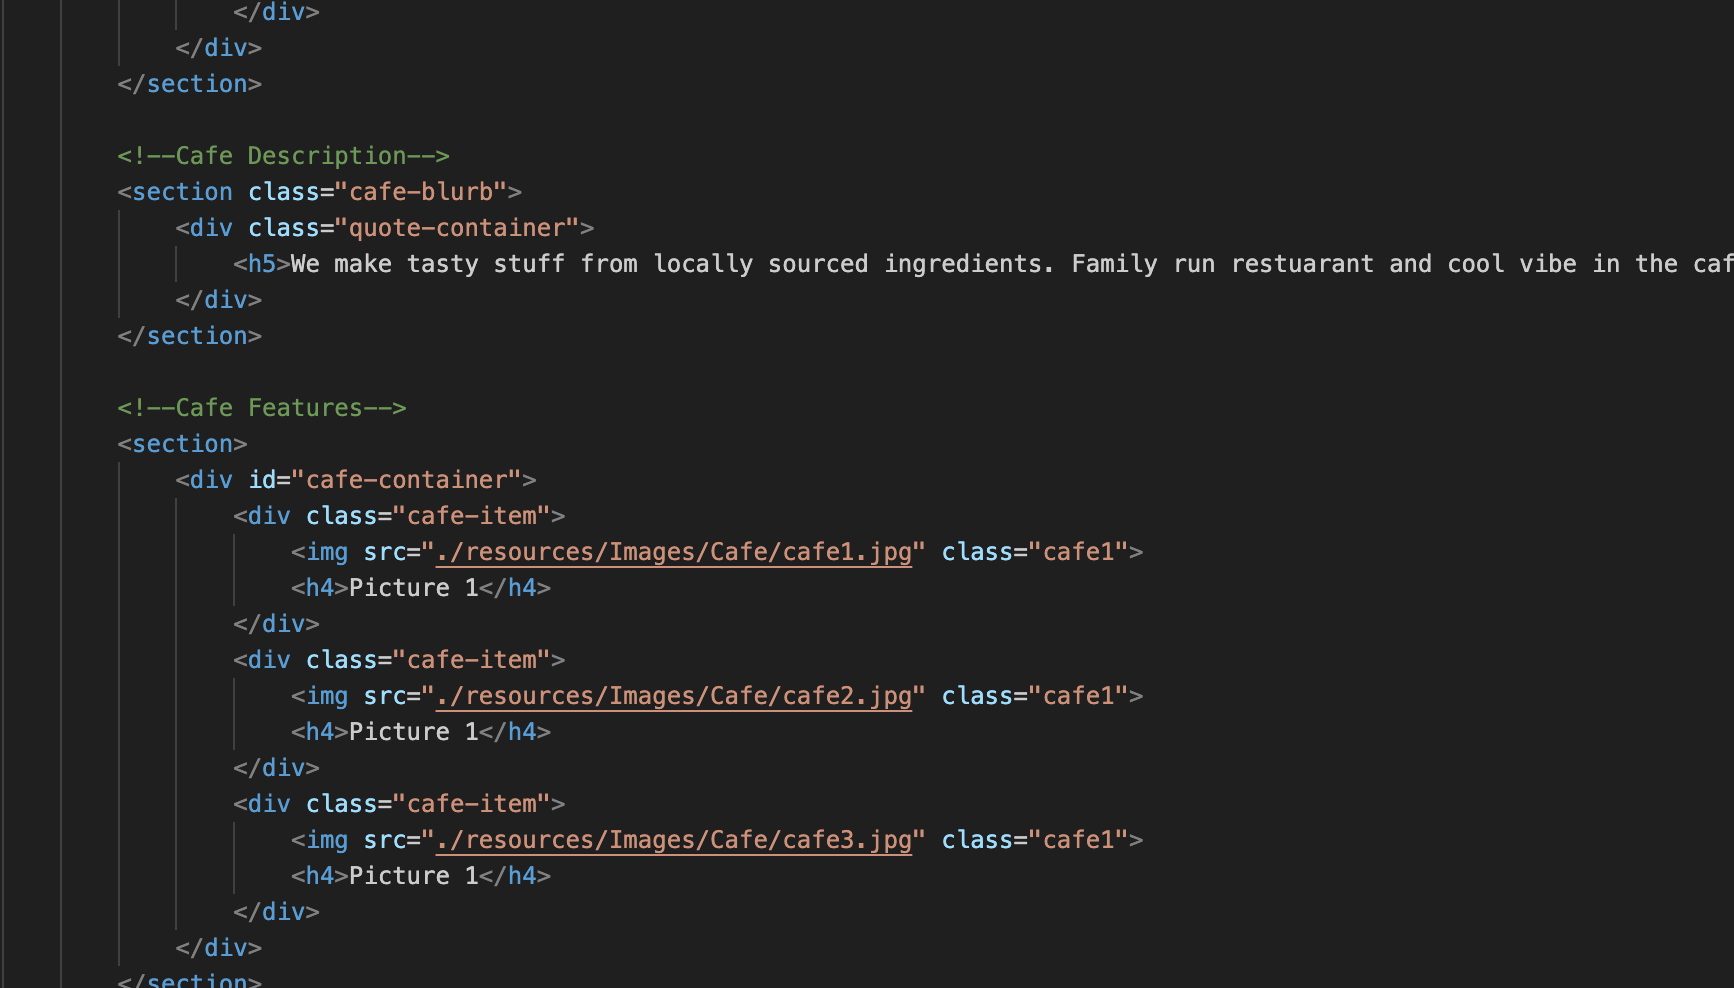 </div>
</div>
</section>
<!--Cafe Description-->
<section class="cafe-blurb">
<div class="quote-container">
<h5>We make tasty stuff from locally sourced ingredients. Family run restuarant and cool vibe in the caf
</div>
</section>
<!--Cafe Features-->
<section>
<div id="cafe-container">
<div class="cafe-item">
<img src="./resources/Images/Cafe/cafe1.jpg" class="cafe1">
<h4>Picture 1</h4>
</div>
<div class="cafe-item">
<img src="./resources/Images/Cafe/cafe2.jpg" class="cafe1">
<h4>Picture 1</h4>
</div>
<div class="cafe-item">
<img src="./resources/Images/Cafe/cafe3.jpg" class="cafe1">
<h4>Picture 1</h4>
</div>
</div>
</section>